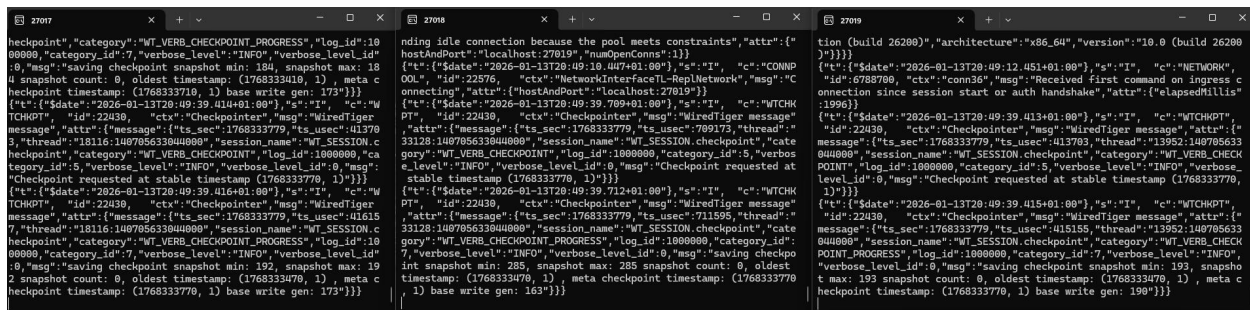 27017
heckpoint","category":"WT_VERB_CHECKPOINT_PROGRESS","log_id":10
00000,"category_id":7,"verbose_level":"INFO","verbose_level_id"
:0,"msg":"saving checkpoint snapshot min: 184, snapshot max: 18
4 snapshot count: 0, oldest timestamp: (1768333410, 1) , meta c
heckpoint timestamp: (1768333710, 1) base write gen: 173"}}}
{"t":{"$date":"2026-01-13T20:49:39.414+01:00"},"s":"I",  "c":"W
TCHKPT",  "id":22430,   "ctx":"Checkpointer","msg":"WiredTiger
message","attr":{"message":{"ts_sec":1768333779,"ts_usec":41370
3,"thread":"18116:140705633044000","session_name":"WT_SESSION.c
heckpoint","category":"WT_VERB_CHECKPOINT","log_id":1000000,"ca
tegory_id":5,"verbose_level":"INFO","verbose_level_id":0,"msg":
"Checkpoint requested at stable timestamp (1768333770, 1)"}}}
{"t":{"$date":"2026-01-13T20:49:39.416+01:00"},"s":"I",  "c":"W
TCHKPT",  "id":22430,   "ctx":"Checkpointer","msg":"WiredTiger
message","attr":{"message":{"ts_sec":1768333779,"ts_usec":41615
7,"thread":"18116:140705633044000","session_name":"WT_SESSION.c
heckpoint","category":"WT_VERB_CHECKPOINT_PROGRESS","log_id":10
00000,"category_id":7,"verbose_level":"INFO","verbose_level_id"
:0,"msg":"saving checkpoint snapshot min: 192, snapshot max: 19
2 snapshot count: 0, oldest timestamp: (1768333470, 1) , meta c
heckpoint timestamp: (1768333770, 1) base write gen: 173"}}}
27018
nding idle connection because the pool meets constraints","attr":{"
hostAndPort":"localhost:27019","numOpenConns":1}}
{"t":{"$date":"2026-01-13T20:49:10.447+01:00"},"s":"I",  "c":"CONNP
OOL", "id":22576,   "ctx":"NetworkInterfaceTL-ReplNetwork","msg":"C
onnecting","attr":{"hostAndPort":"localhost:27019"}}
{"t":{"$date":"2026-01-13T20:49:39.709+01:00"},"s":"I",  "c":"WTCHK
PT",  "id":22430,   "ctx":"Checkpointer","msg":"WiredTiger message"
,"attr":{"message":{"ts_sec":1768333779,"ts_usec":709173,"thread":"
33128:140705633044000","session_name":"WT_SESSION.checkpoint","cate
gory":"WT_VERB_CHECKPOINT","log_id":1000000,"category_id":5,"verbos
e_level":"INFO","verbose_level_id":0,"msg":"Checkpoint requested at
 stable timestamp (1768333770, 1)"}}}
{"t":{"$date":"2026-01-13T20:49:39.712+01:00"},"s":"I",  "c":"WTCHK
PT",  "id":22430,   "ctx":"Checkpointer","msg":"WiredTiger message"
,"attr":{"message":{"ts_sec":1768333779,"ts_usec":711595,"thread":"
33128:140705633044000","session_name":"WT_SESSION.checkpoint","cate
gory":"WT_VERB_CHECKPOINT_PROGRESS","log_id":1000000,"category_id":
7,"verbose_level":"INFO","verbose_level_id":0,"msg":"saving checkpo
int snapshot min: 285, snapshot max: 285 snapshot count: 0, oldest
timestamp: (1768333470, 1) , meta checkpoint timestamp: (1768333770
, 1) base write gen: 163"}}}
27019
tion (build 26200)","architecture":"x86_64","version":"10.0 (build 26200
)"}}}}
{"t":{"$date":"2026-01-13T20:49:12.451+01:00"},"s":"I",  "c":"NETWORK",
 "id":6788700, "ctx":"conn36","msg":"Received first command on ingress c
onnection since session start or auth handshake","attr":{"elapsedMillis"
:1996}}
{"t":{"$date":"2026-01-13T20:49:39.413+01:00"},"s":"I",  "c":"WTCHKPT",
 "id":22430,   "ctx":"Checkpointer","msg":"WiredTiger message","attr":{"
message":{"ts_sec":1768333779,"ts_usec":413703,"thread":"13952:140705633
044000","session_name":"WT_SESSION.checkpoint","category":"WT_VERB_CHECK
POINT","log_id":1000000,"category_id":5,"verbose_level":"INFO","verbose_
level_id":0,"msg":"Checkpoint requested at stable timestamp (1768333770,
 1)"}}}
{"t":{"$date":"2026-01-13T20:49:39.415+01:00"},"s":"I",  "c":"WTCHKPT",
 "id":22430,   "ctx":"Checkpointer","msg":"WiredTiger message","attr":{"
message":{"ts_sec":1768333779,"ts_usec":415155,"thread":"13952:140705633
044000","session_name":"WT_SESSION.checkpoint","category":"WT_VERB_CHECK
POINT_PROGRESS","log_id":1000000,"category_id":7,"verbose_level":"INFO",
"verbose_level_id":0,"msg":"saving checkpoint snapshot min: 193, snapsho
t max: 193 snapshot count: 0, oldest timestamp: (1768333470, 1) , meta c
heckpoint timestamp: (1768333770, 1) base write gen: 190"}}}